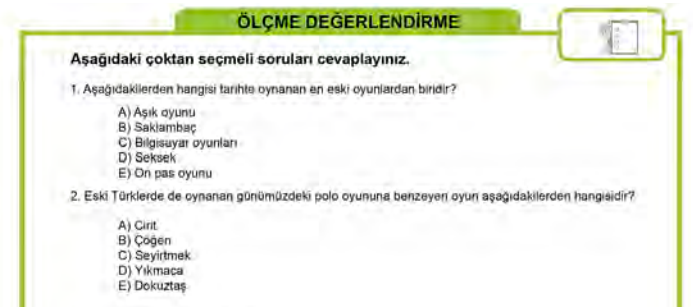 ÖLÇME DEĞERLENDİRME
Aşağıdaki çoktan seçmeli soruları cevaplayınız.
1. Aşağıdakilerden hangisi tarihte oynanan en eski oyunlardan biridir?
A) Aşık oyunu
B) Saklambaç
C) Bilgisayar oyunları
D) Seksek
E) On pas oyunu
2. Eski Türklerde de oynanan günümüzdeki polo oyununa benzeyen oyun aşağıdakilerden hangisidir?
A) Cirit
B) Çöğen
C) Seyirtmek
D) Yıkmaca
E) Dokuztaş